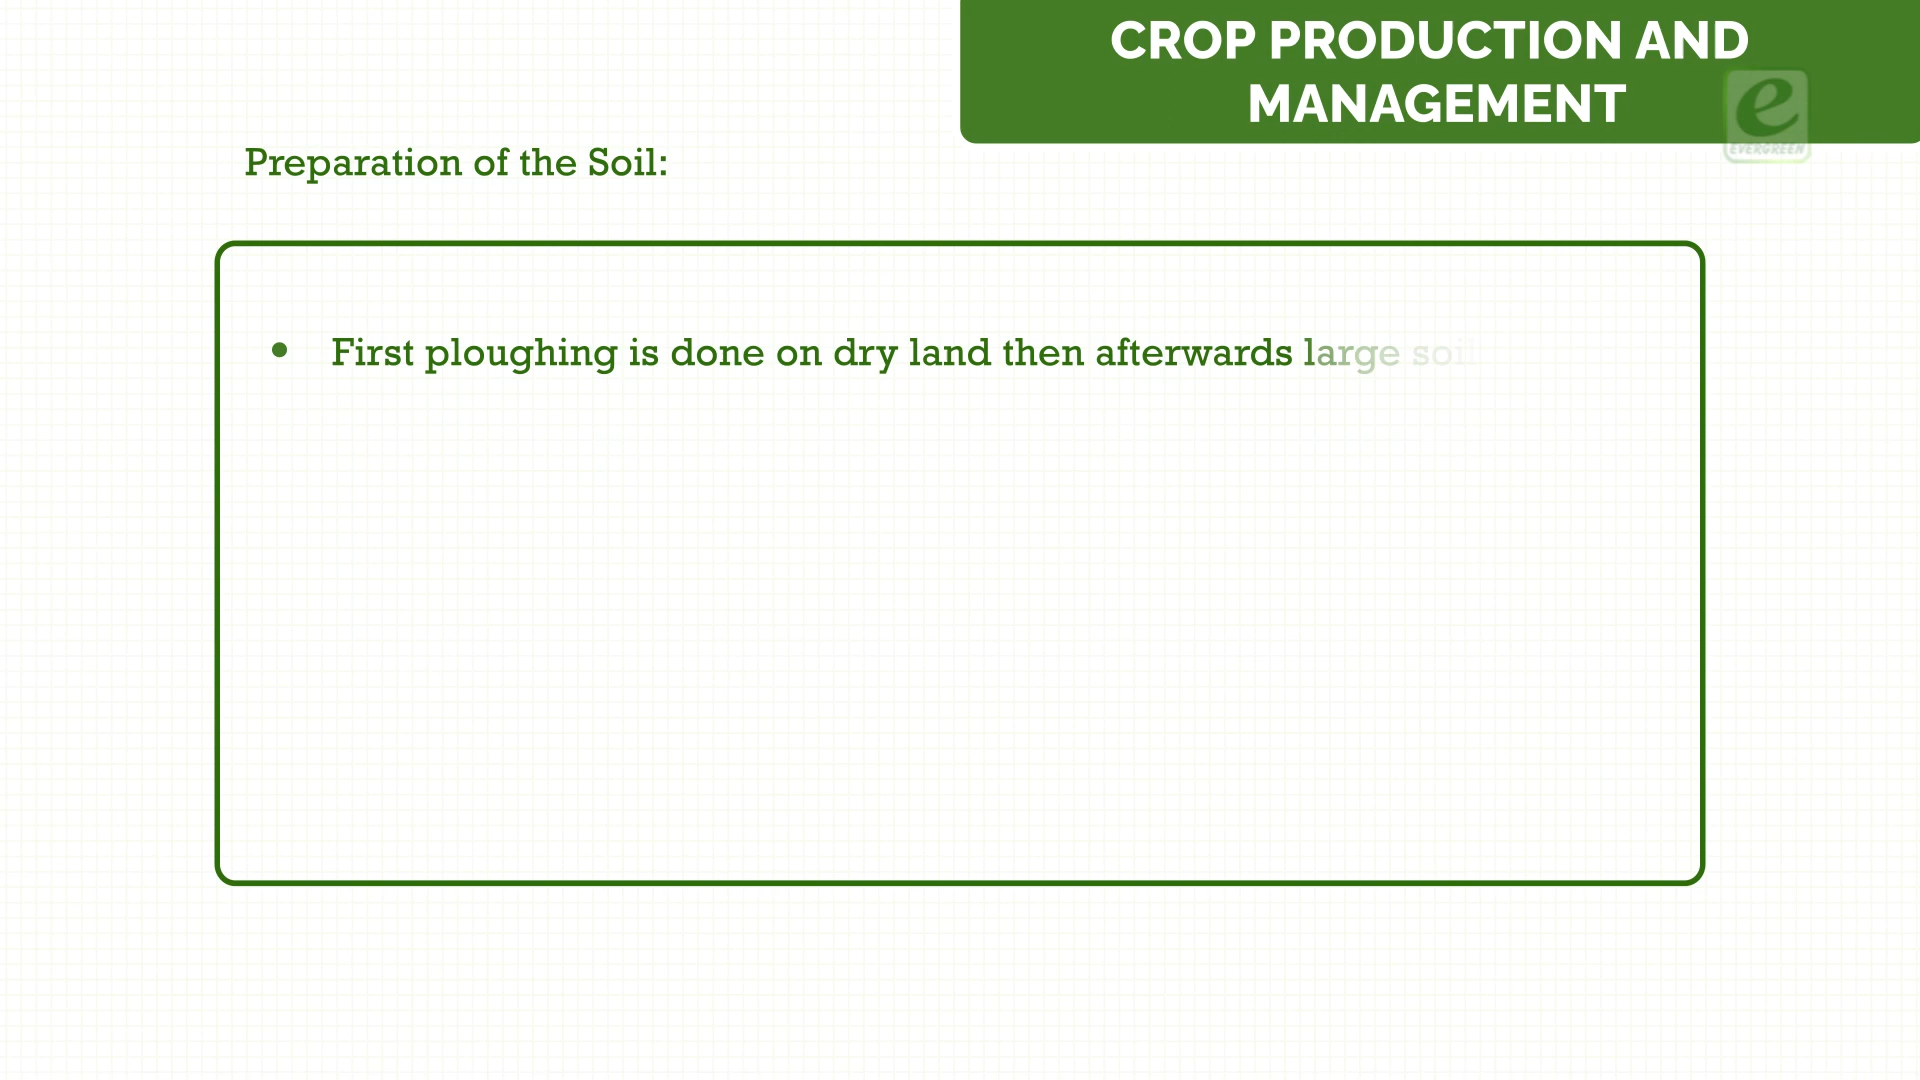 CROP PRODUCTION AND
MANAGEMENT
e
EVERGREEN
Preparation of the Soil:
• First ploughing is done on dry land then afterwards large soil